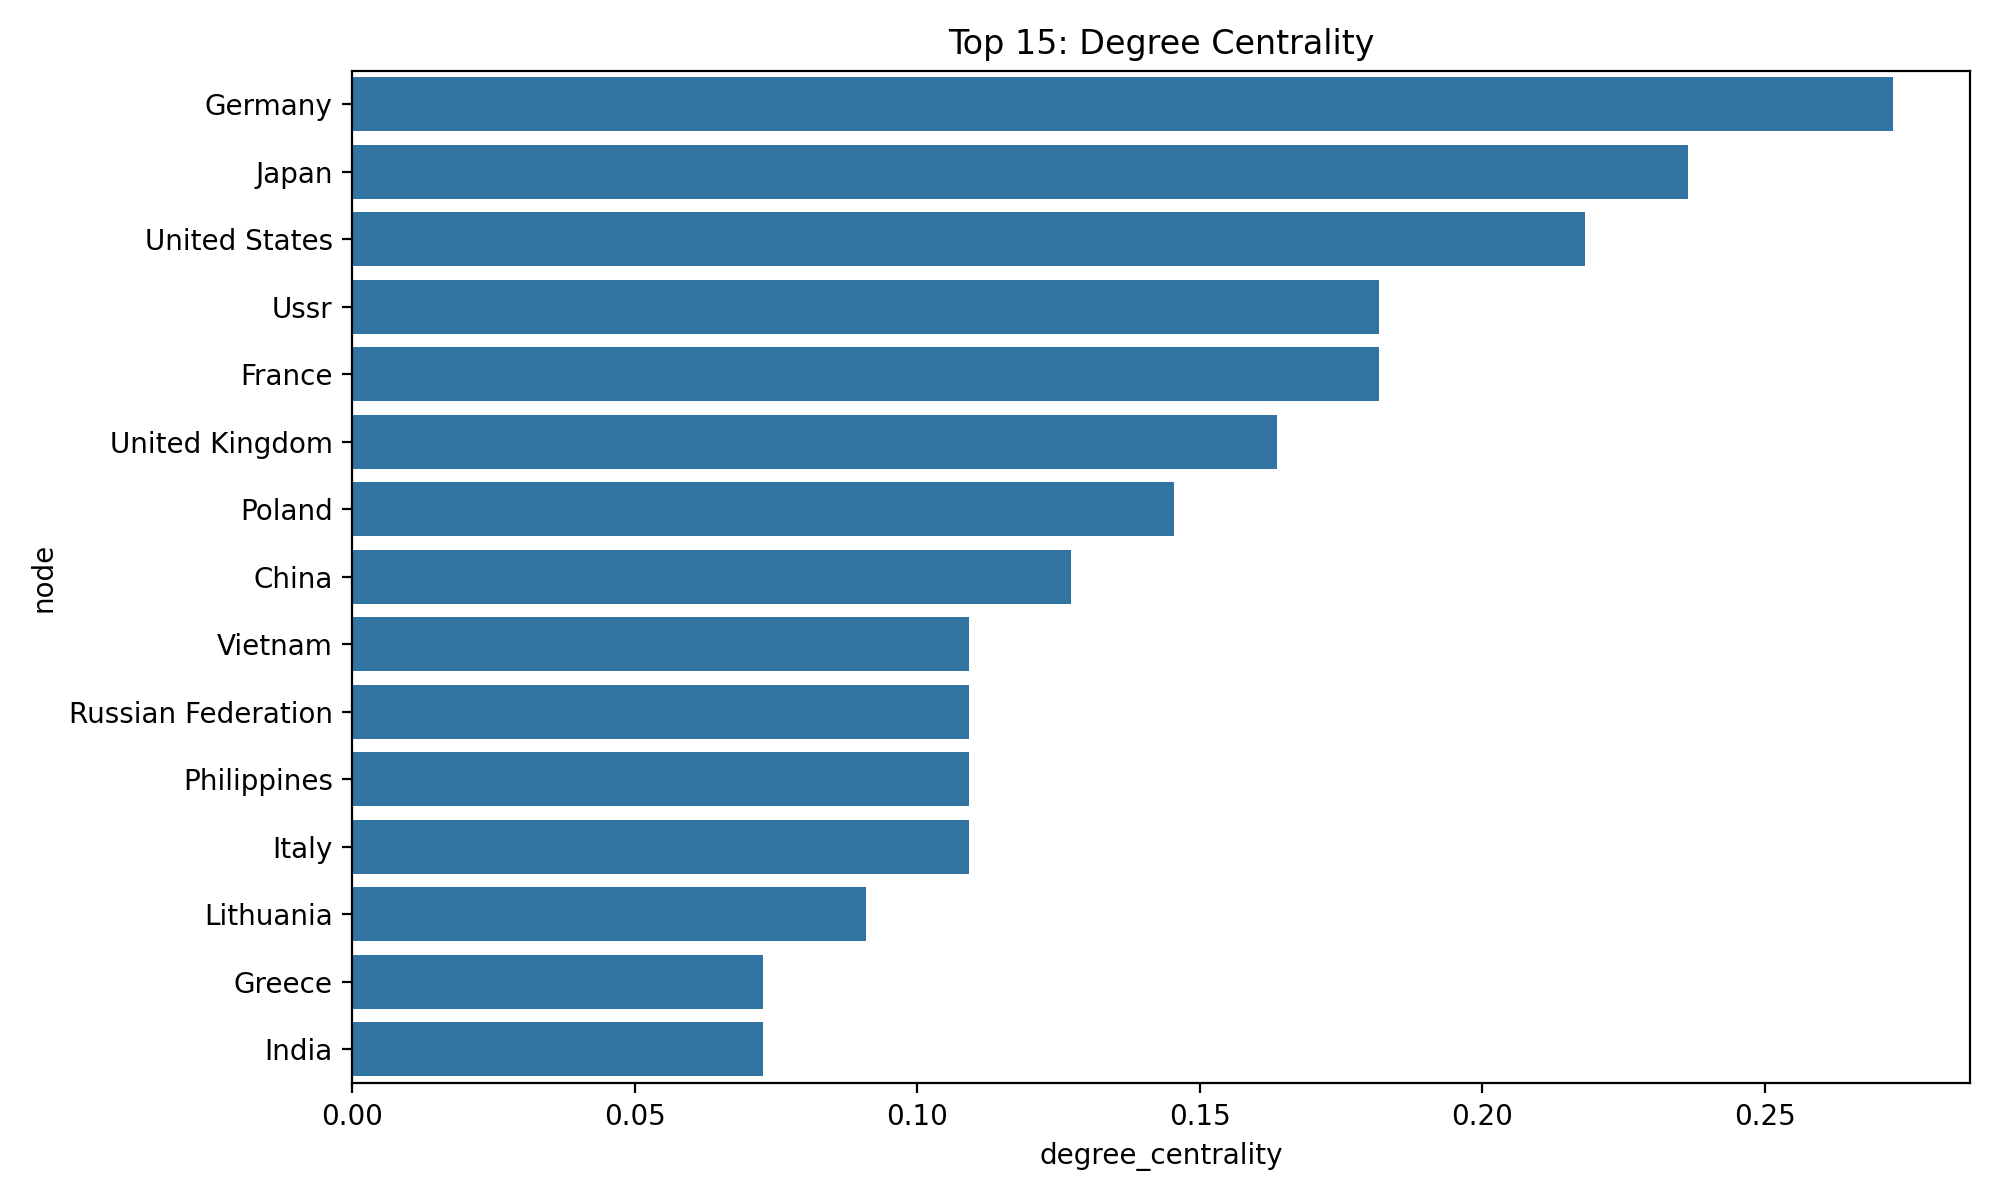 Top 15: Degree Centrality
Germany
Japan
United States
Ussr
France
United Kingdom
Poland
China
Vietnam
Russian Federation
Philippines
Italy
Lithuania
Greece
India
node
0.00 0.05 0.10 0.15 0.20 0.25
degree_centrality